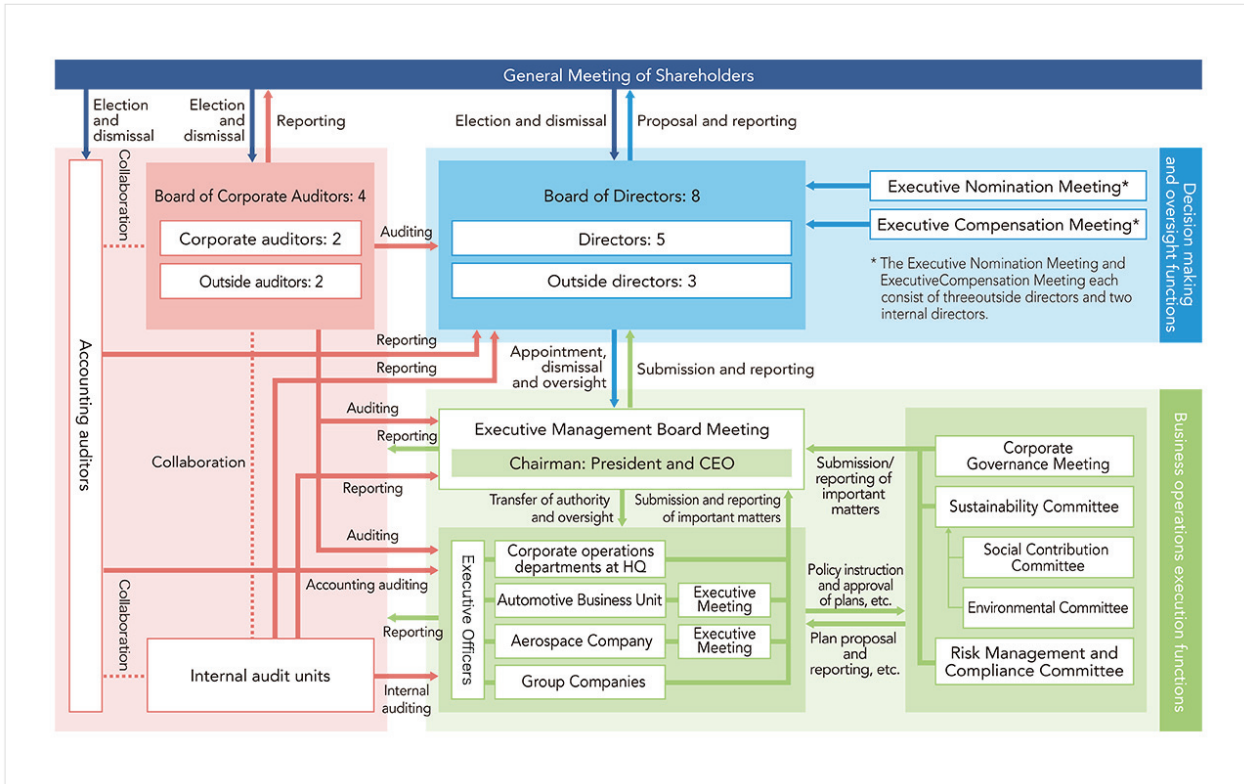 General Meeting of Shareholders
Election
and
dismissal
Election
and
dismissal
Reporting
Election and dismissal
Proposal and reporting
Collaboration
Board of Corporate Auditors: 4
Corporate auditors: 2
Outside auditors: 2
Auditing
Board of Directors: 8
Directors: 5
Outside directors: 3
Executive Nomination Meeting*
Executive Compensation Meeting*
* The Executive Nomination Meeting and
ExecutiveCompensation Meeting each
consist of threeoutside directors and two
internal directors.
Decision making
and oversight functions
Accounting auditors
Reporting
Reporting
Appointment,
dismissal
and oversight
Submission and reporting
Auditing
Reporting
Collaboration
Reporting
Executive Management Board Meeting
Chairman: President and CEO
Submission/
reporting of
important
matters
Corporate
Governance Meeting
Sustainability Committee
Social Contribution
Committee
Environmental Committee
Risk Management and
Compliance Committee
Business operations execution functions
Transfer of authority
and oversight
Submission and reporting
of important matters
Auditing
Accounting auditing
Collaboration
Reporting
Executive Officers
Corporate operations
departments at HQ
Automotive Business Unit
Executive
Meeting
Aerospace Company
Executive
Meeting
Group Companies
Policy instruction
and approval
of plans, etc.
Plan proposal
and
reporting, etc.
Internal audit units
Internal
auditing